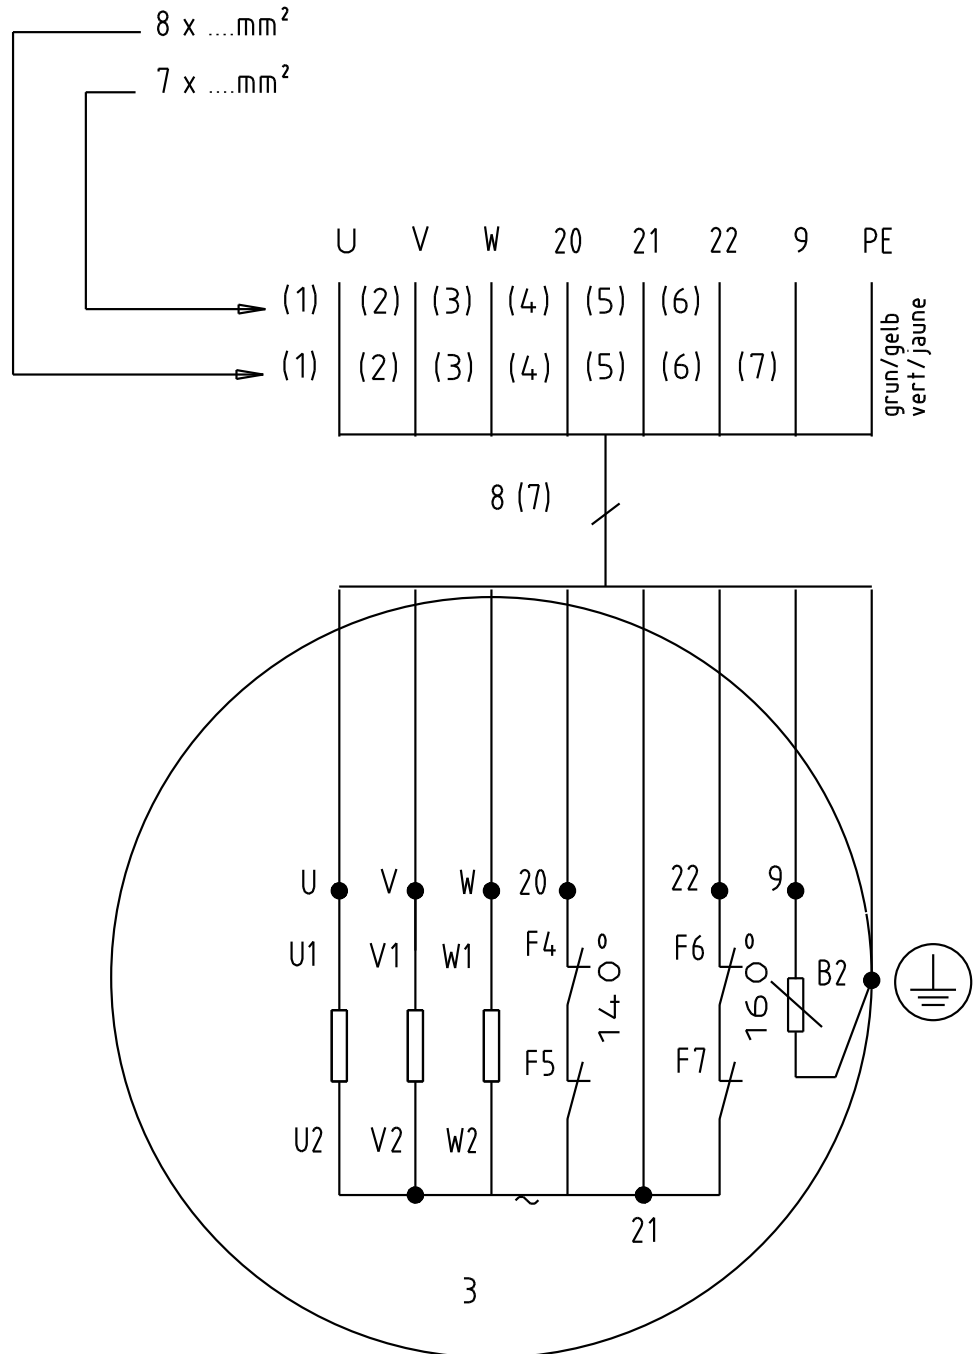 8 x ....mm²
7 x ....mm²
U V W 20 21 22 9 PE
(1) (2) (3) (4) (5) (6)
(1) (2) (3) (4) (5) (6) (7)
grun/gelb
vert/jaune
8 (7)
U V W 20 22 9
U1 V1 W1 F4 140° F6 160° B2
F5 F7
U2 V2 W2
~
21
3